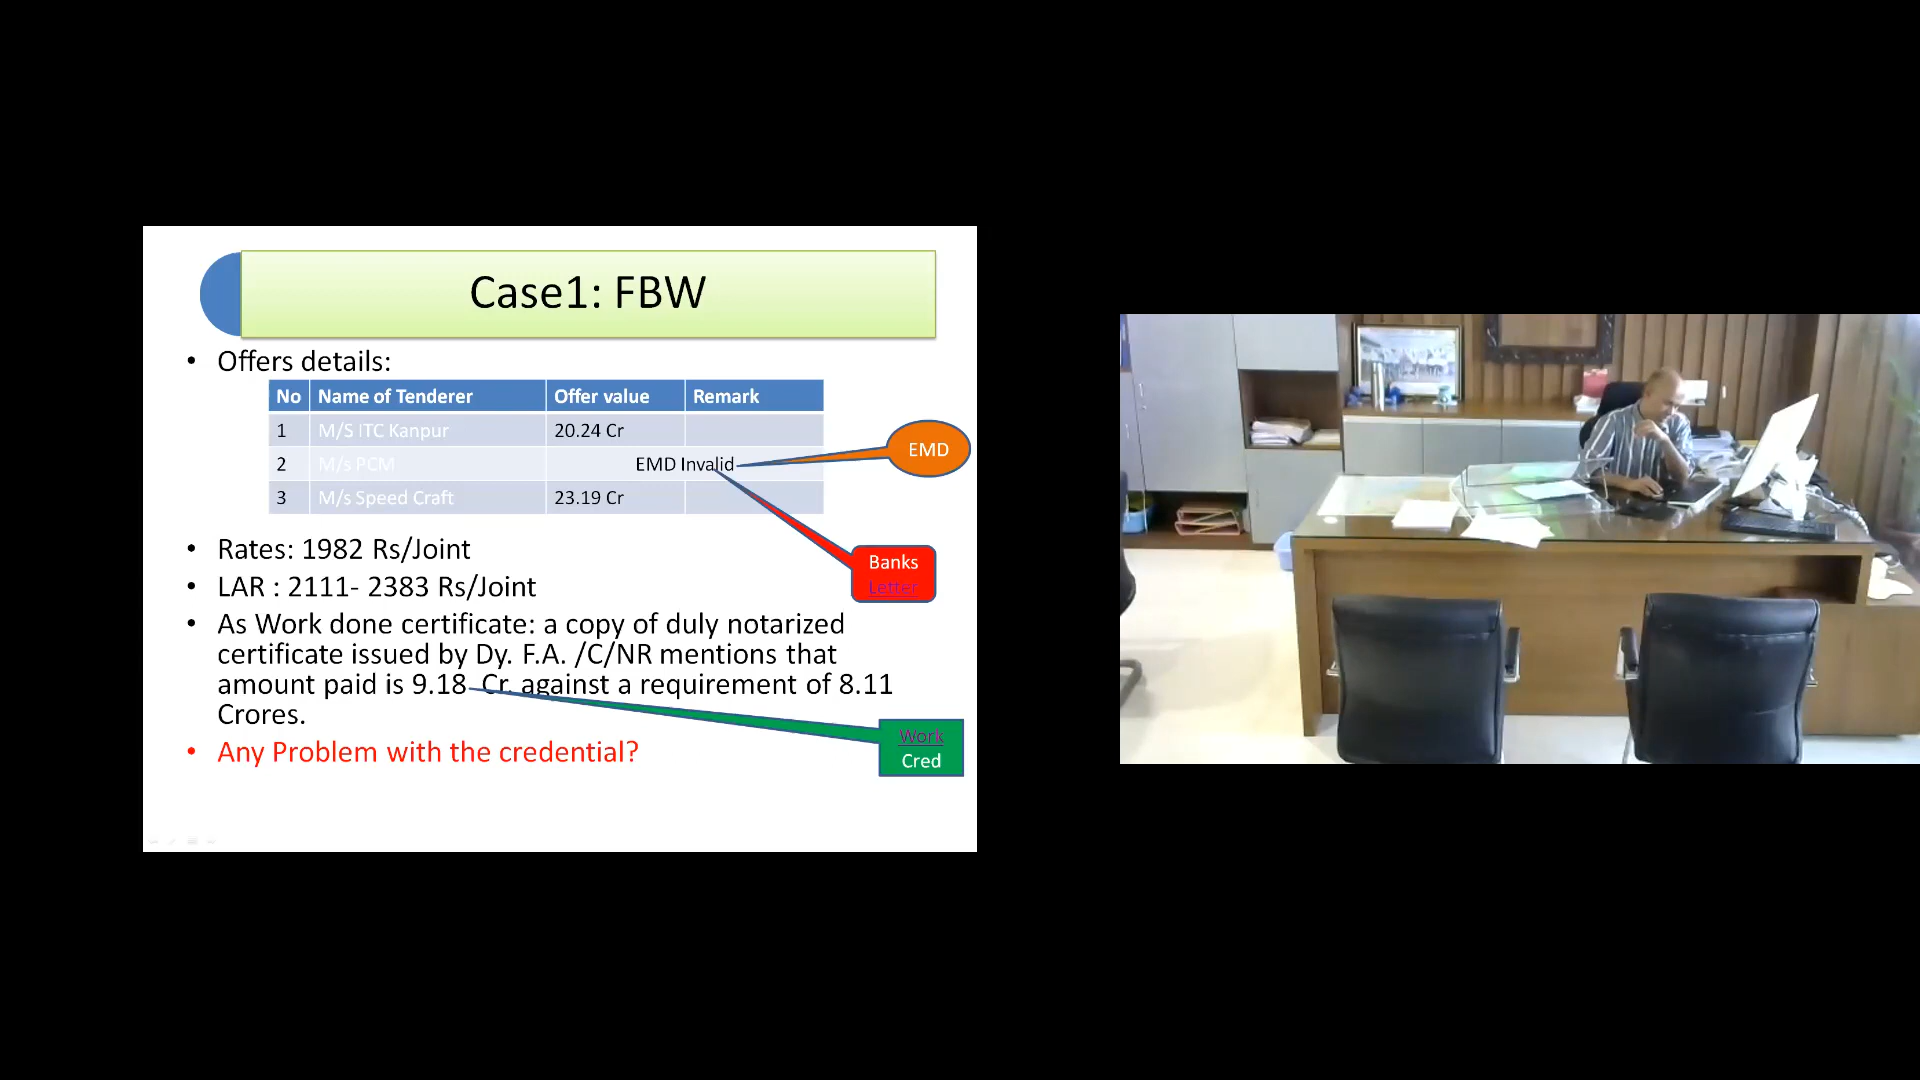 Case1: FBW
• Offers details:
No Name of Tenderer Offer value Remark
1 M/S ITC Kanpur 20.24 Cr
2 M/s PCM EMD Invalid
3 M/s Speed Craft 23.19 Cr
EMD
Banks
Letter
• Rates: 1982 Rs/Joint
• LAR : 2111- 2383 Rs/Joint
• As Work done certificate: a copy of duly notarized
certificate issued by Dy. F.A. /C/NR mentions that
amount paid is 9.18 Cr. against a requirement of 8.11
Crores.
Work
Cred
• Any Problem with the credential?